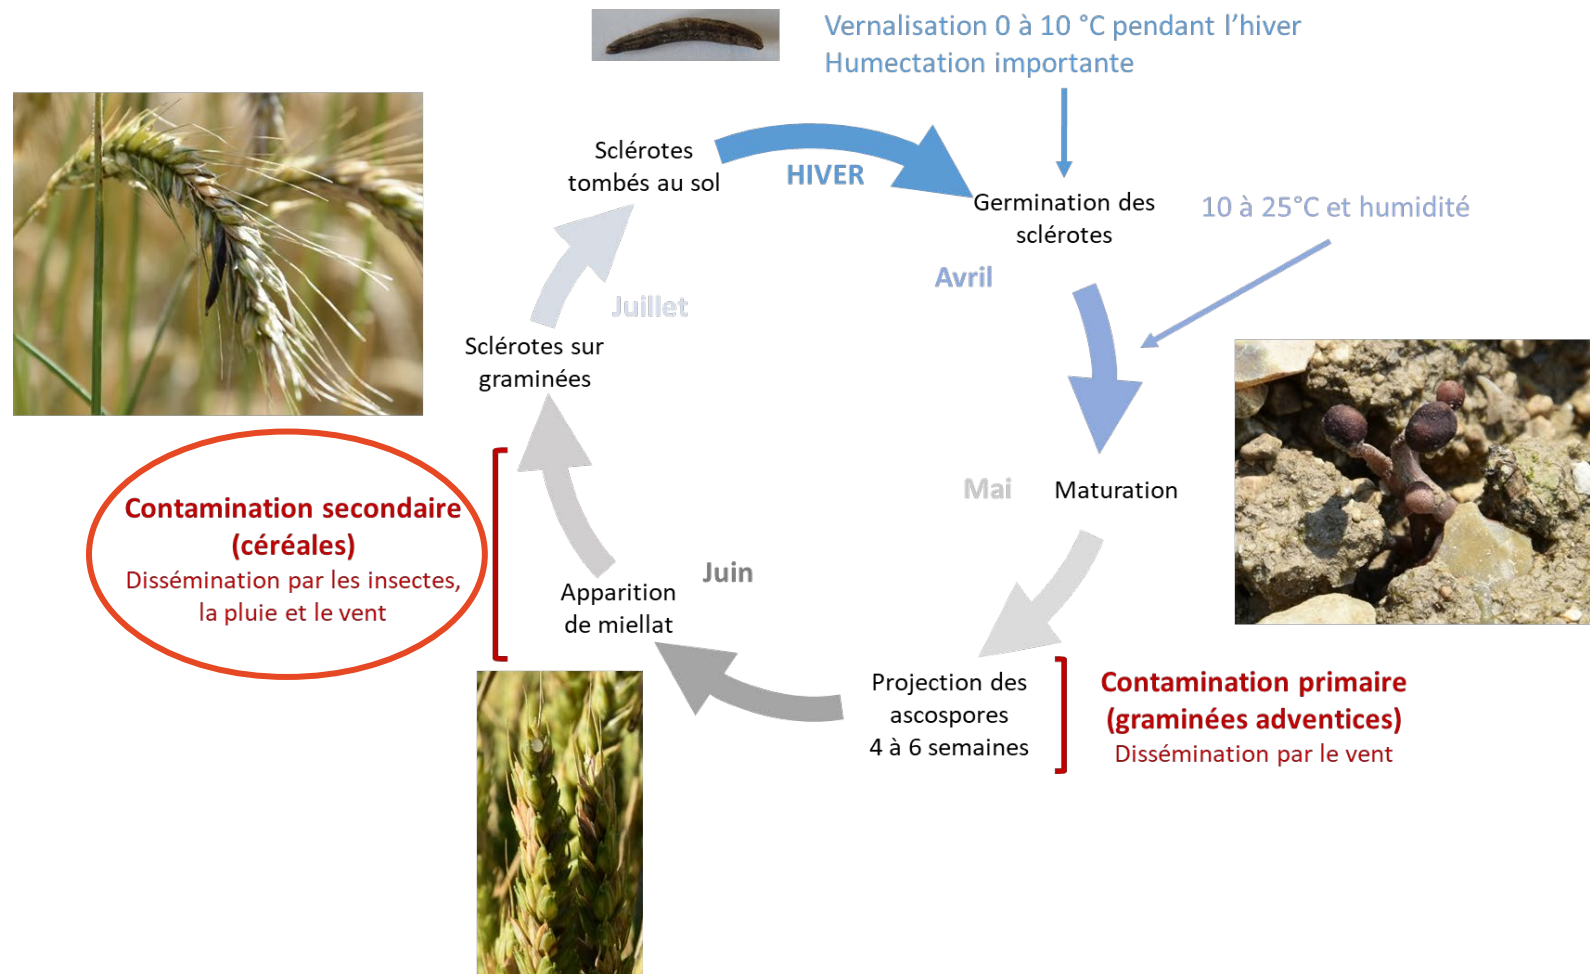 Vernalisation 0 à 10 °C pendant l’hiver
Humectation importante
Sclérotes
tombés au sol
HIVER
Germination des
sclérotes
10 à 25°C et humidité
Avril
Juillet
Sclérotes sur
graminées
Mai
Maturation
Contamination secondaire
(céréales)
Dissémination par les insectes,
la pluie et le vent
Juin
Apparition
de miellat
Projection des
ascospores
4 à 6 semaines
Contamination primaire
(graminées adventices)
Dissémination par le vent